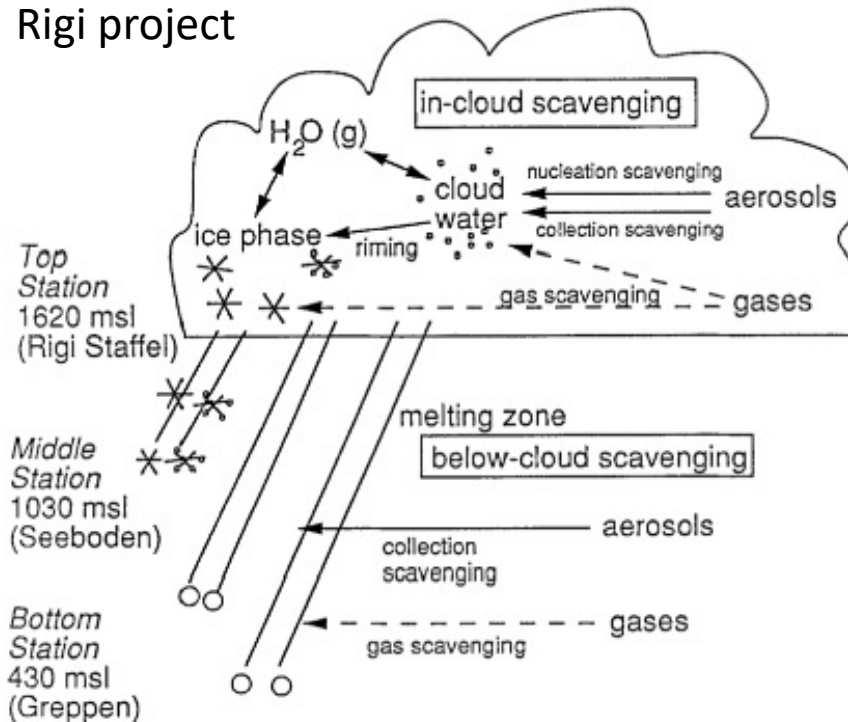 Rigi project
in-cloud scavenging
H₂O (g)
nucleation scavenging
cloud
water
aerosols
collection scavenging
ice phase
riming
gas scavenging
gases
Top
Station
1620 msl
(Rigi Staffel)
melting zone
below-cloud scavenging
Middle
Station
1030 msl
(Seeboden)
aerosols
collection
scavenging
Bottom
Station
430 msl
(Greppen)
gases
gas scavenging